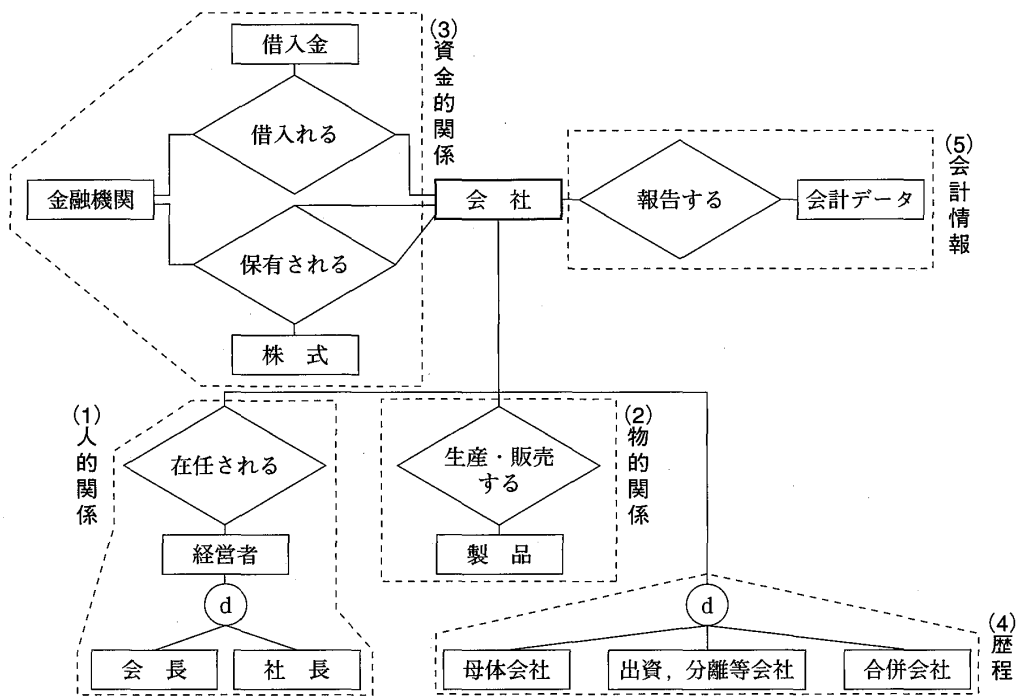 借入金
(3)資金的関係
借入れる
金融機関
会社
報告する
会計データ
(5)会計情報
保有される
株式
(1)人的関係
在任される
経営者
d
会長
社長
生産・販売
する
製品
(2)物的関係
d
母体会社
出資,分離等会社
合併会社
(4)歴程